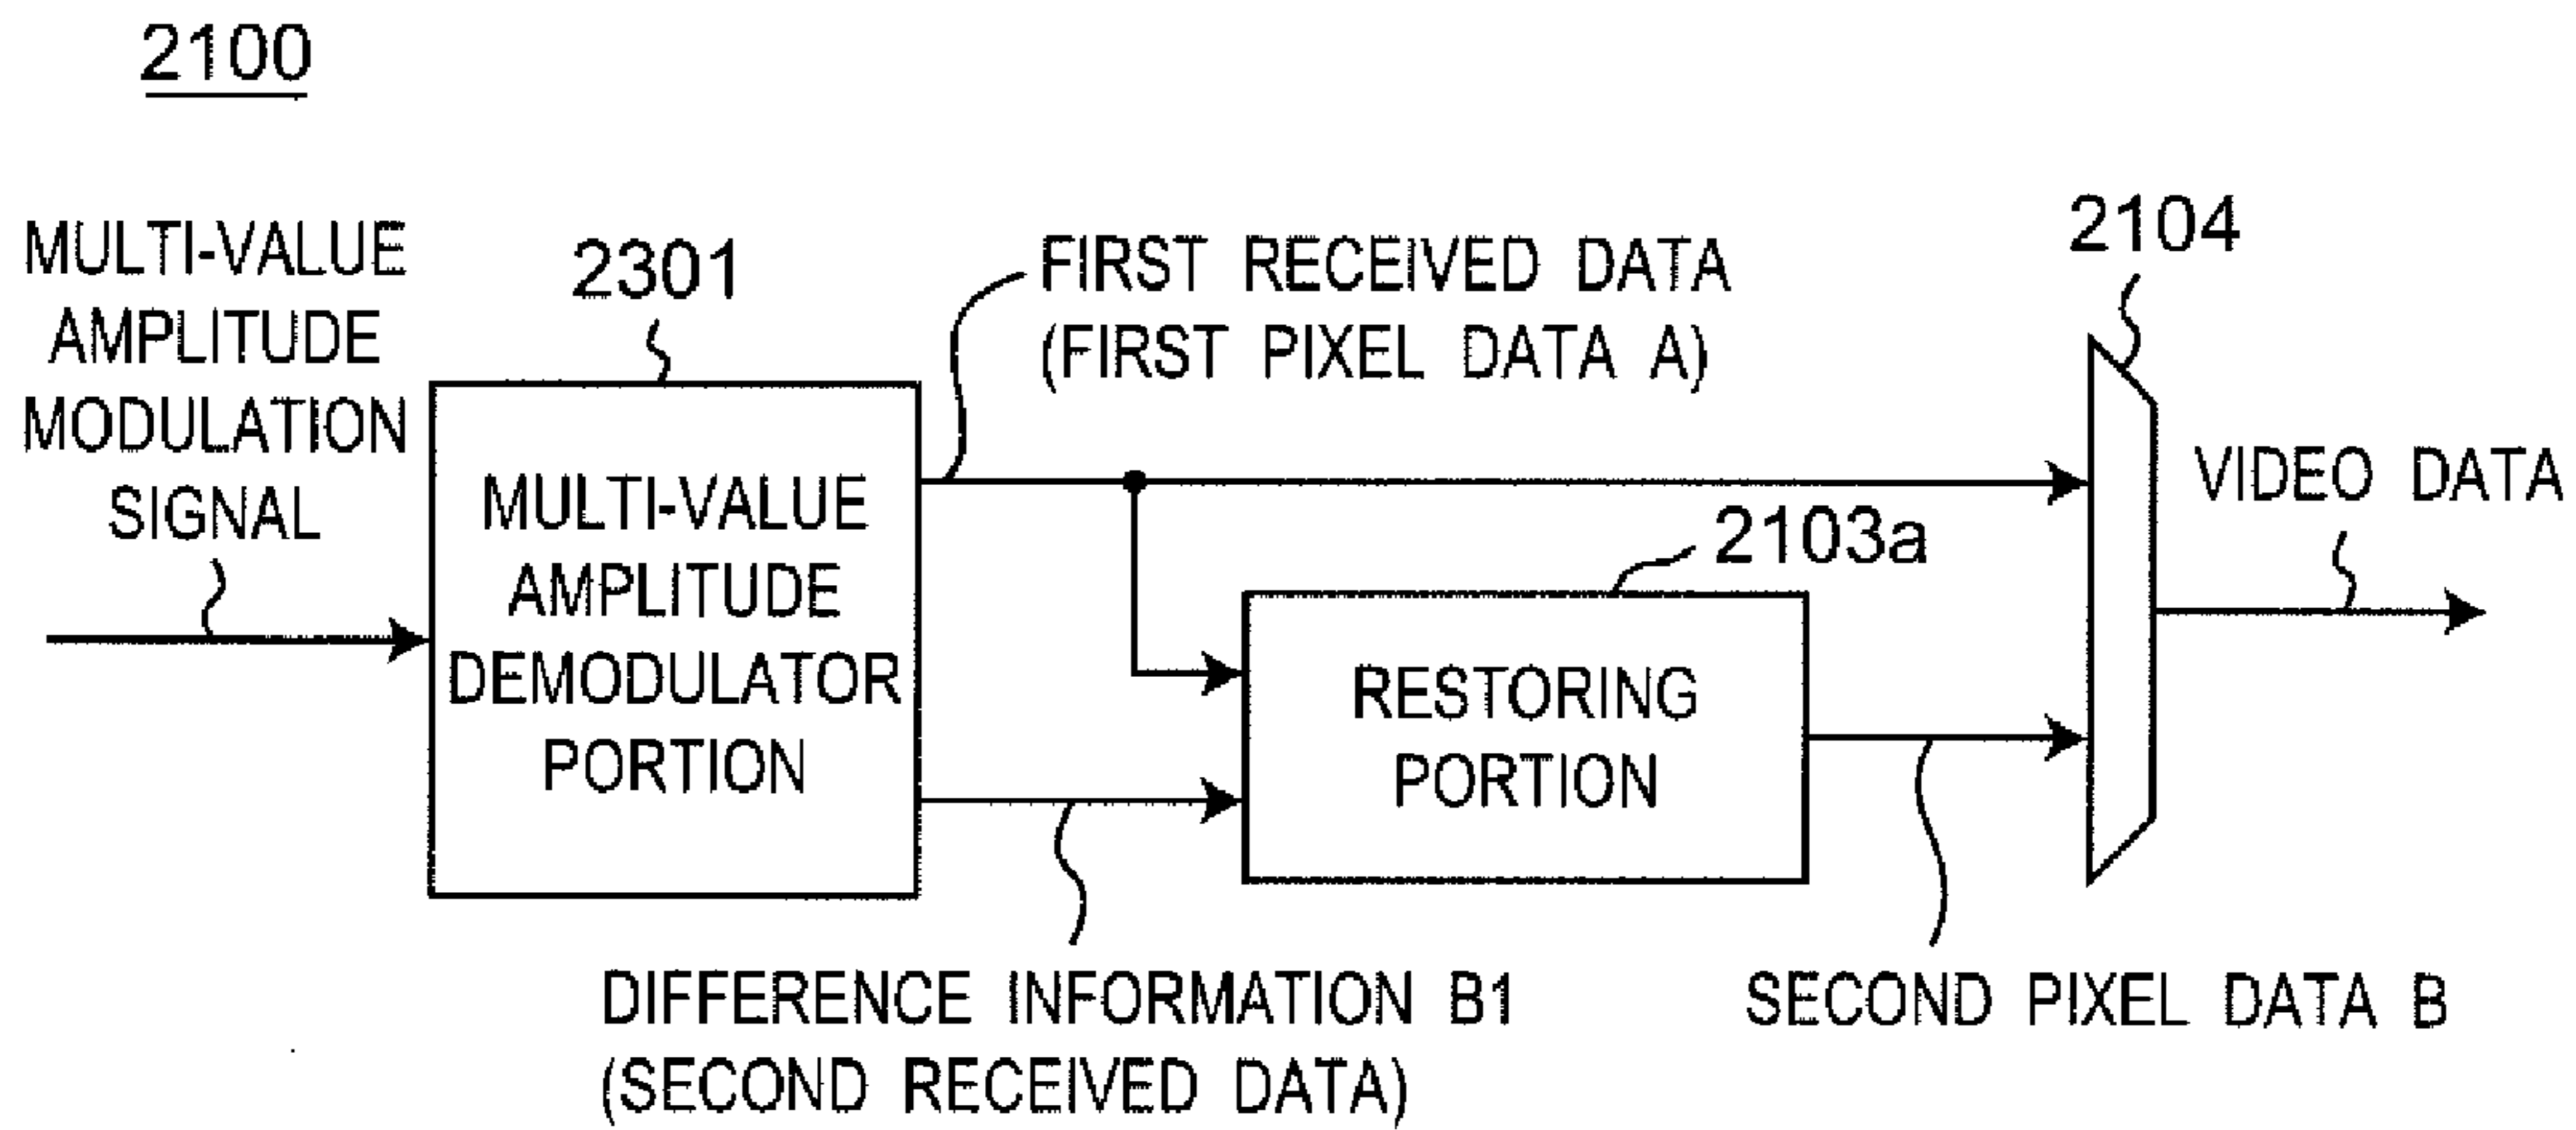 2100
MULTI-VALUE
AMPLITUDE
MODULATION
SIGNAL
2301
MULTI-VALUE
AMPLITUDE
DEMODULATOR
PORTION
FIRST RECEIVED DATA
(FIRST PIXEL DATA A)
2104
VIDEO DATA
2103a
RESTORING
PORTION
DIFFERENCE INFORMATION B1
(SECOND RECEIVED DATA)
SECOND PIXEL DATA B